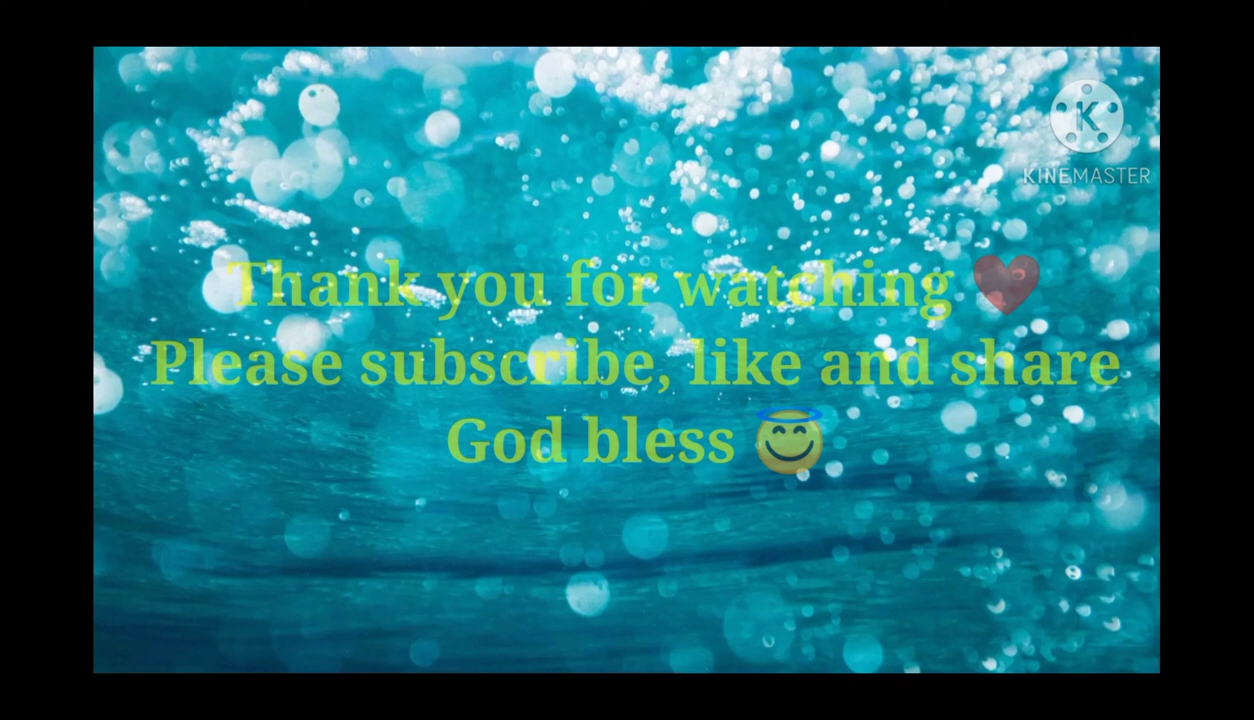 K
KINEMASTER
Thank you for watching ❤️
Please subscribe, like and share
God bless 😇